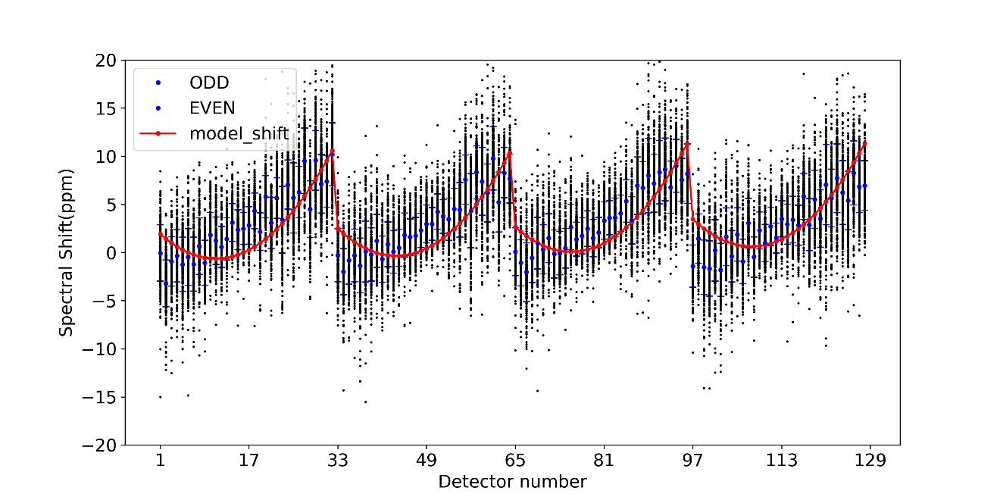 20
15
10
5
0
−5
−10
−15
−20
Spectral Shift(ppm)
ODD
EVEN
model_shift
1 17 33 49 65 81 97 113 129
Detector number